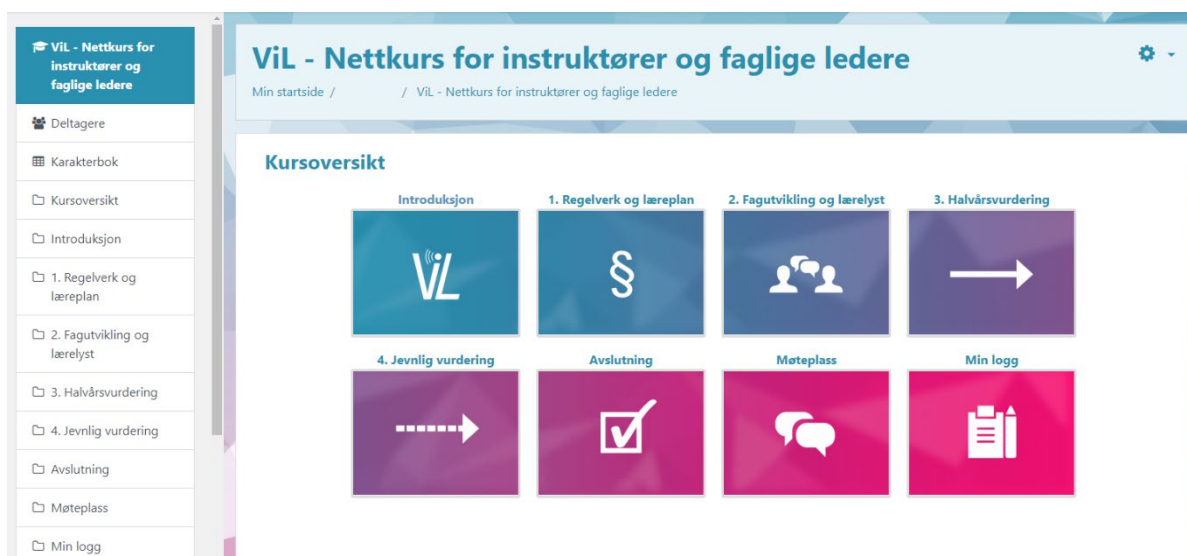 ViL - Nettkurs for
instruktører og
faglige ledere
Deltagere
Karakterbok
Kursoversikt
Introduksjon
1. Regelverk og
læreplan
2. Fagutvikling og
lærelyst
3. Halvårsvurdering
4. Jevnlig vurdering
Avslutning
Møteplass
Min logg
ViL - Nettkurs for instruktører og faglige ledere
Min startside / / ViL - Nettkurs for instruktører og faglige ledere
Kursoversikt
Introduksjon 1. Regelverk og læreplan 2. Fagutvikling og lærelyst 3. Halvårsvurdering
ViL §
4. Jevnlig vurdering Avslutning Møteplass Min logg